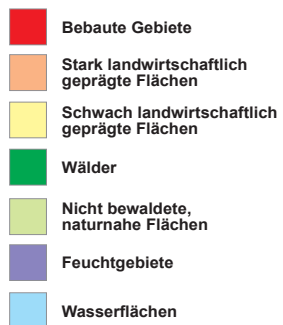 Bebaute Gebiete
Stark landwirtschaftlich
geprägte Flächen
Schwach landwirtschaftlich
geprägte Flächen
Wälder
Nicht bewaldete,
naturnahe Flächen
Feuchtgebiete
Wasserflächen